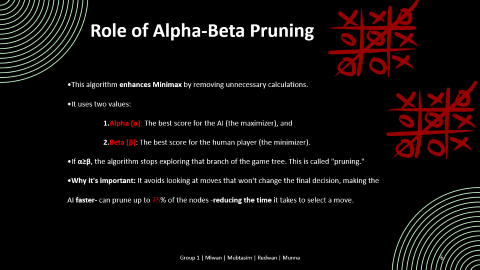 Role of Alpha-Beta Pruning
•This algorithm enhances Minimax by removing unnecessary calculations.
•It uses two values:
1.Alpha (α): The best score for the AI (the maximizer), and
2.Beta (β): The best score for the human player (the minimizer).
•If α≥β, the algorithm stops exploring that branch of the game tree. This is called "pruning."
•Why it's important: It avoids looking at moves that won't change the final decision, making the
AI faster- can prune up to % of the nodes -reducing the time it takes to select a move.
Group 1 | Miwan | Mubtasim | Redwan | Munna